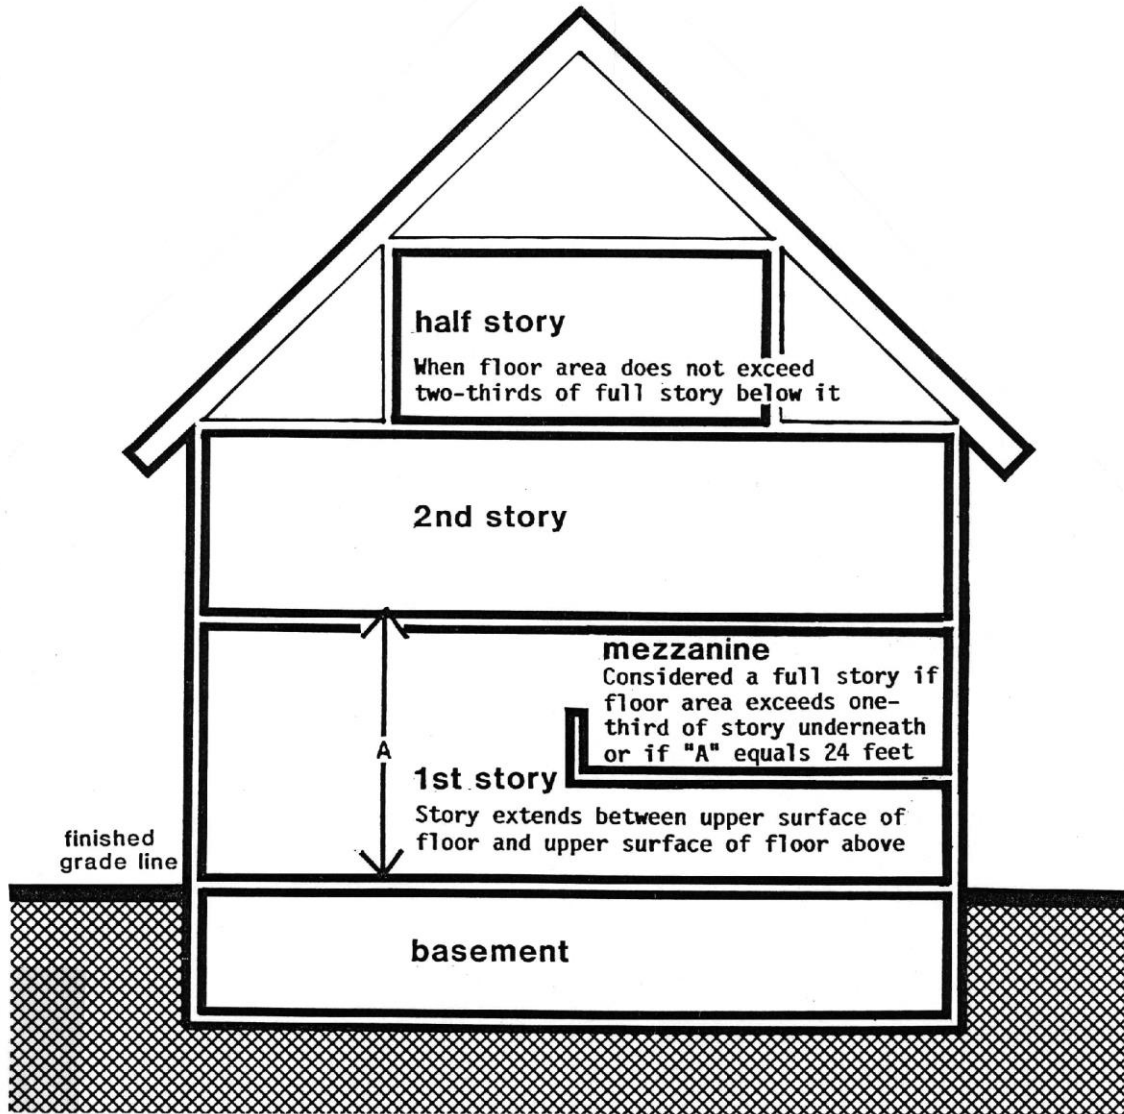 half story
When floor area does not exceed
two-thirds of full story below it
2nd story
mezzanine
Considered a full story if
floor area exceeds one-
third of story underneath
or if "A" equals 24 feet
A
1st story
Story extends between upper surface of
floor and upper surface of floor above
finished
grade line
basement